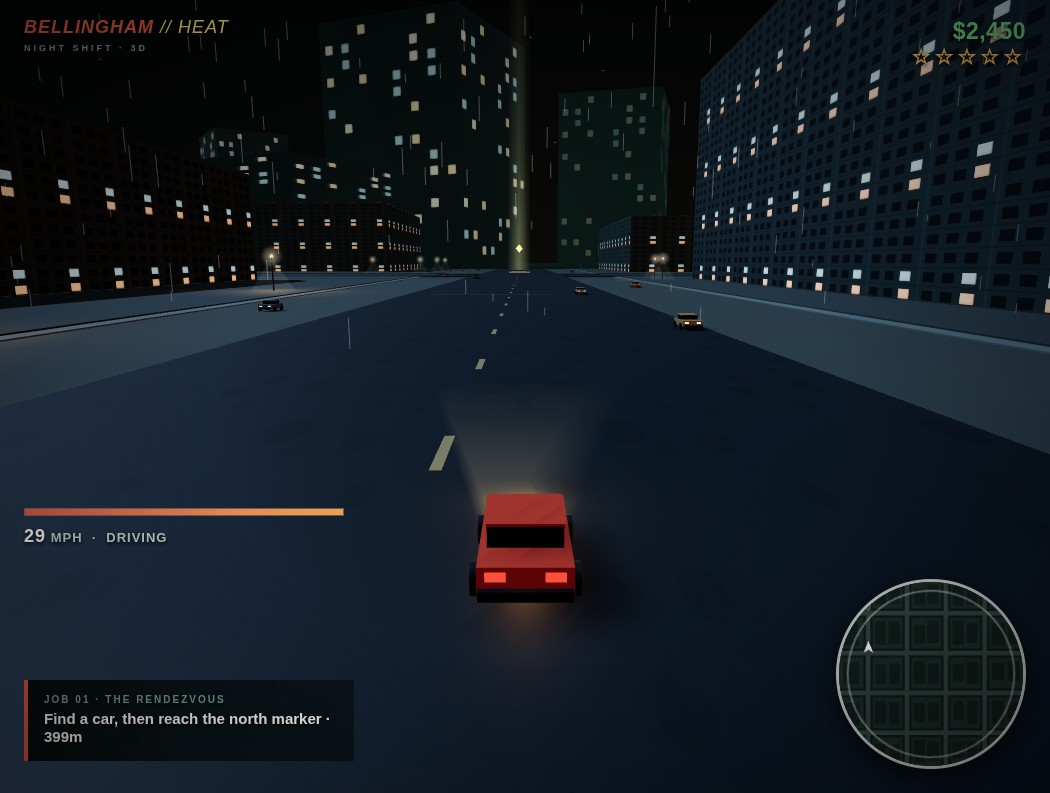 BELLINGHAM // HEAT
NIGHT SHIFT · 3D
$2,450
☆☆☆☆☆
29 MPH · DRIVING
JOB 01 · THE RENDEZVOUS
Find a car, then reach the north marker ·
399m